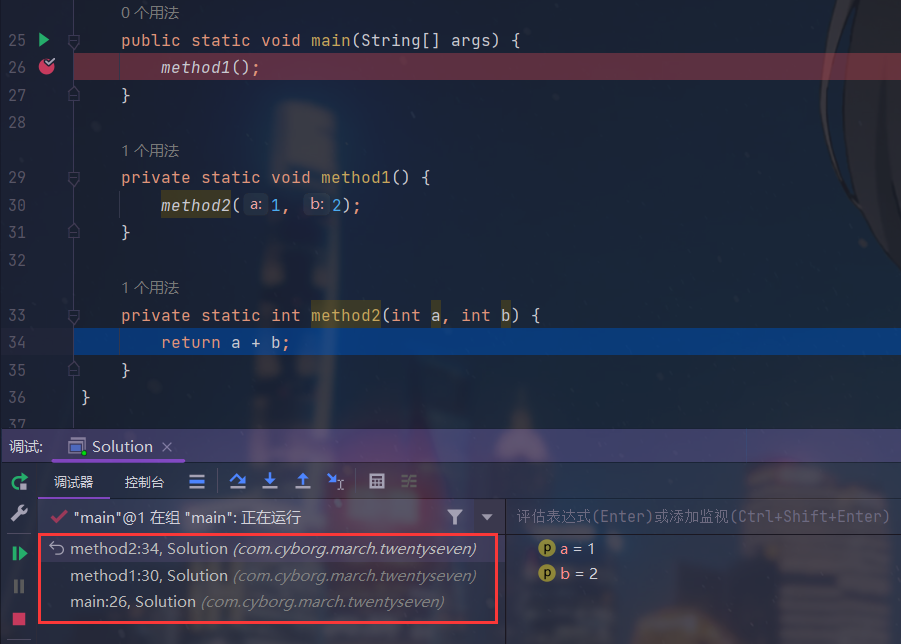 0 个用法
25 public static void main(String[] args) {
26 method1();
27 }
28
1 个用法
29 private static void method1() {
30 method2( a: 1, b: 2);
31 }
32
1 个用法
33 private static int method2(int a, int b) {
34 return a + b;
35 }
36 }
37
调试: Solution
调试器 控制台
"main"@1 在组 "main": 正在运行
评估表达式(Enter)或添加监视(Ctrl+Shift+Enter)
method2:34, Solution (com.cyborg.march.twentyseven)
p a = 1
method1:30, Solution (com.cyborg.march.twentyseven)
p b = 2
main:26, Solution (com.cyborg.march.twentyseven)